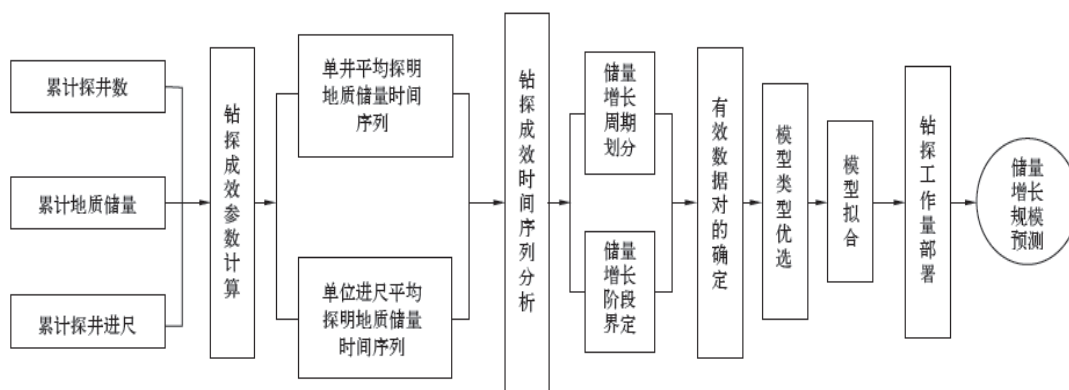 累计探井数
累计地质储量
累计探井进尺
钻探成效参数计算
单井平均探明
地质储量时间
序列
单位进尺平均
探明地质储量
时间序列
钻探成效时间序列分析
储量
增长
周期
划分
储量
增长
阶段
界定
有效数据对的确定
模型类型优选
模型拟合
钻探工作量部署
储量
增长
规模
预测